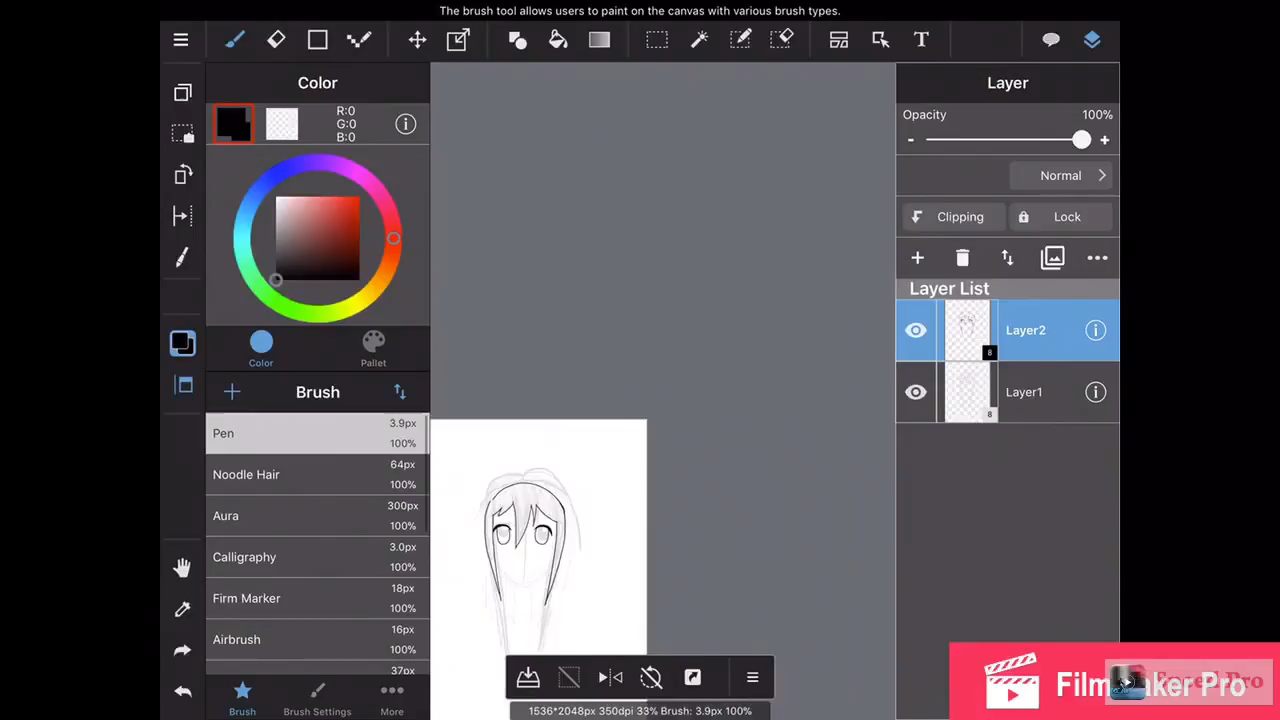 The brush tool allows users to paint on the canvas with various brush types.
T
Color
R:0
G:0
B:0
Color
Pallet
Brush
Pen
3.9px
100%
Noodle Hair
64px
100%
Aura
300px
100%
Calligraphy
3.0px
100%
Firm Marker
18px
100%
Airbrush
16px
100%
37px
Brush
Brush Settings
More
1536*2048px 350dpi 33% Brush: 3.9px 100%
Layer
Opacity
100%
Normal
Clipping
Lock
Layer List
Layer2
8
Layer1
8
FilmMaker Pro